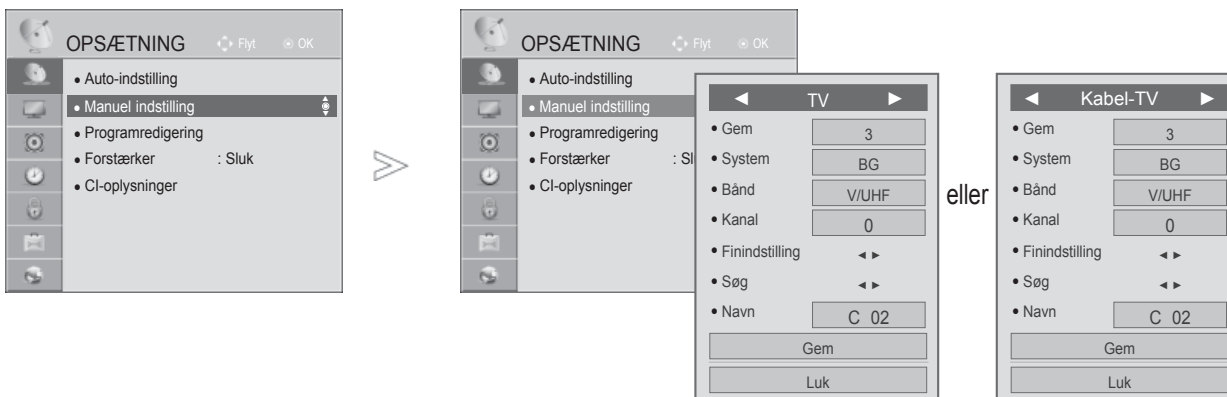 OPSÆTNING Flyt OK
• Auto-indstilling
• Manuel indstilling
• Programredigering
• Forstærker : Sluk
• CI-oplysninger
OPSÆTNING Flyt OK
• Auto-indstilling
• Manuel indstilling
• Programredigering
• Forstærker : Sl
• CI-oplysninger
◄ TV ►
• Gem 3
• System BG
• Bånd V/UHF
• Kanal 0
• Finindstilling ◄ ►
• Søg ◄ ►
• Navn C 02
Gem
Luk
eller
◄ Kabel-TV ►
• Gem 3
• System BG
• Bånd V/UHF
• Kanal 0
• Finindstilling ◄ ►
• Søg ◄ ►
• Navn C 02
Gem
Luk